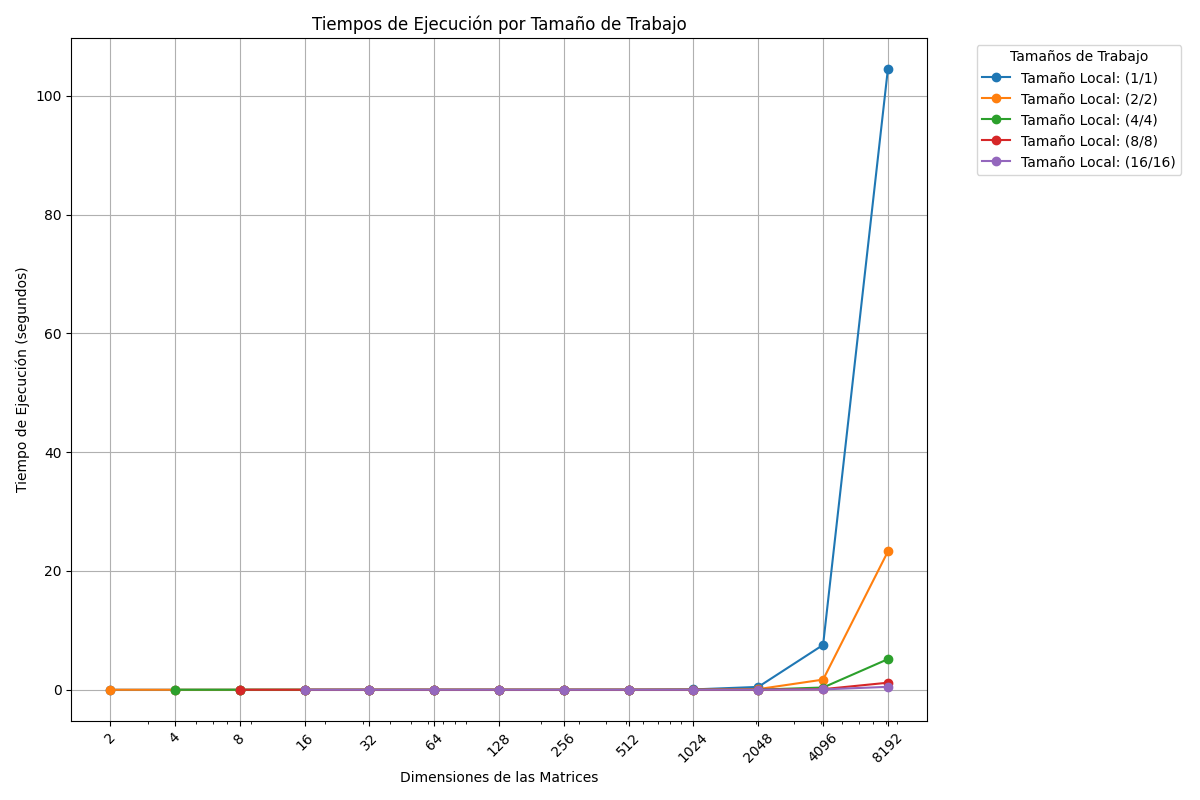 Tiempos de Ejecución por Tamaño de Trabajo
Tiempo de Ejecución (segundos)
100
80
60
40
20
0
2
4
8
16
32
64
128
256
512
1024
2048
4096
8192
Dimensiones de las Matrices
Tamaños de Trabajo
Tamaño Local: (1/1)
Tamaño Local: (2/2)
Tamaño Local: (4/4)
Tamaño Local: (8/8)
Tamaño Local: (16/16)